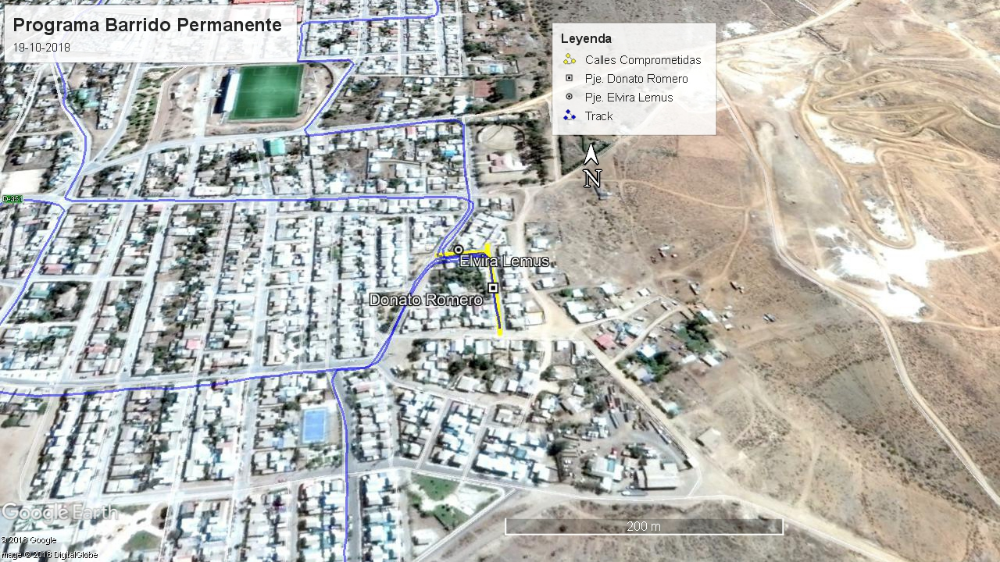 Programa Barrido Permanente
19-10-2018
Leyenda
Calles Comprometidas
Pje. Donato Romero
Pje. Elvira Lemus
Track
N
D-351
Elvira Lemus
Donato Romero
Google Earth
200 m
2018 Google
mage © 2018 DigitalGlobe